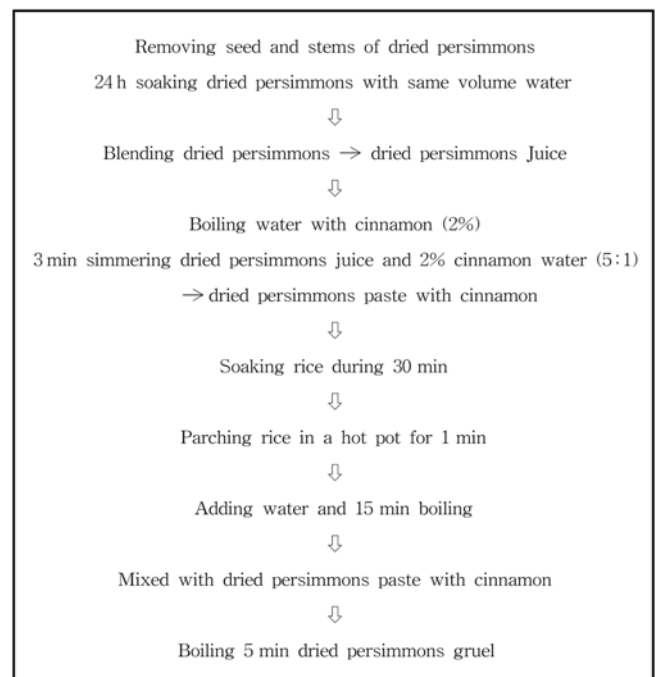 Removing seed and stems of dried persimmons
24 h soaking dried persimmons with same volume water
⇩
Blending dried persimmons → dried persimmons Juice
⇩
Boiling water with cinnamon (2%)
3 min simmering dried persimmons juice and 2% cinnamon water (5:1)
→ dried persimmons paste with cinnamon
⇩
Soaking rice during 30 min
⇩
Parching rice in a hot pot for 1 min
⇩
Adding water and 15 min boiling
⇩
Mixed with dried persimmons paste with cinnamon
⇩
Boiling 5 min dried persimmons gruel